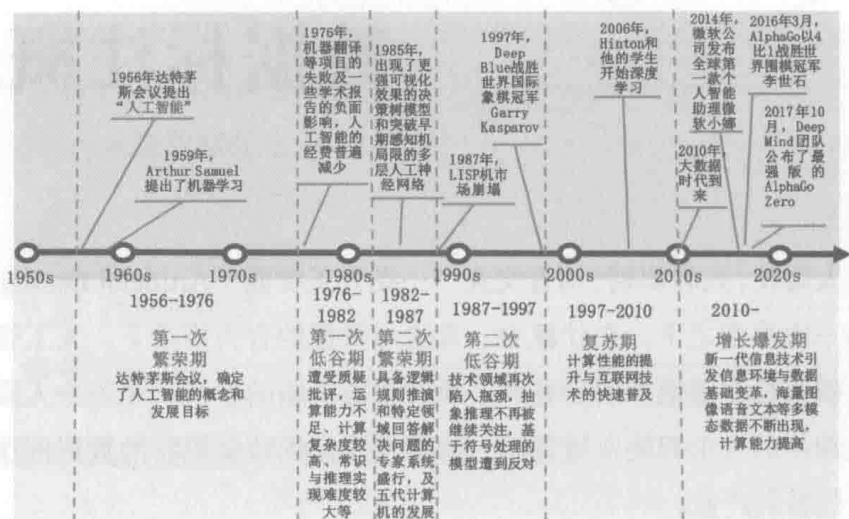 1956年达特茅
斯会议提出
“人工智能”
1959年,
Arthur Samuel
提出了机器学习
1976年,
机器翻译
等项目的
失败及一
些学术报
告的负面
影响,人
工智能的
经费普遍
减少
1985年,
出现了更
强可视化
效果的决
策树模型
和突破早
期感知机
局限的多
层人工神
经网络
1987年,
LISP机市
场崩塌
1997年,
Deep
Blue战胜
世界国际
象棋冠军
Garry
Kasparov
2006年,
Hinton和
他的学生
开始深度
学习
2010年,
大数据
时代到
来
2014年,
微软公
司发布
全球第
一款个
人智能
助理微
软小娜
2016年3月,
AlphaGo以4
比1战胜世
界围棋冠军
李世石
2017年10
月,Deep
Mind团队
公布了最
强版的
AlphaGo
Zero
1950s
1960s
1970s
1980s
1990s
2000s
2010s
2020s
1956-1976
第一次
繁荣期
达特茅斯会议,确定
了人工智能的概念和
发展目标
1976-
1982
第一次
低谷期
遭受质疑
批评,运
算能力不
足、计算
复杂度较
高、常识
与推理实
现难度较
大等
1982-
1987
第二次
繁荣期
具备逻辑
规则推演
和特定领
域回答解
决问题的
专家系统
盛行,及
五代计算
机的发展
1987-1997
第二次
低谷期
技术领域再次
陷入瓶颈,抽
象推理不再被
继续关注,基
于符号处理的
模型遭到反对
1997-2010
复苏期
计算性能的提
升与互联网技
术的快速普及
2010-
增长爆发期
新一代信息技术引
发信息环境与数据
基础变革,海量图
像语音文本等多模
态数据不断出现,
计算能力提高